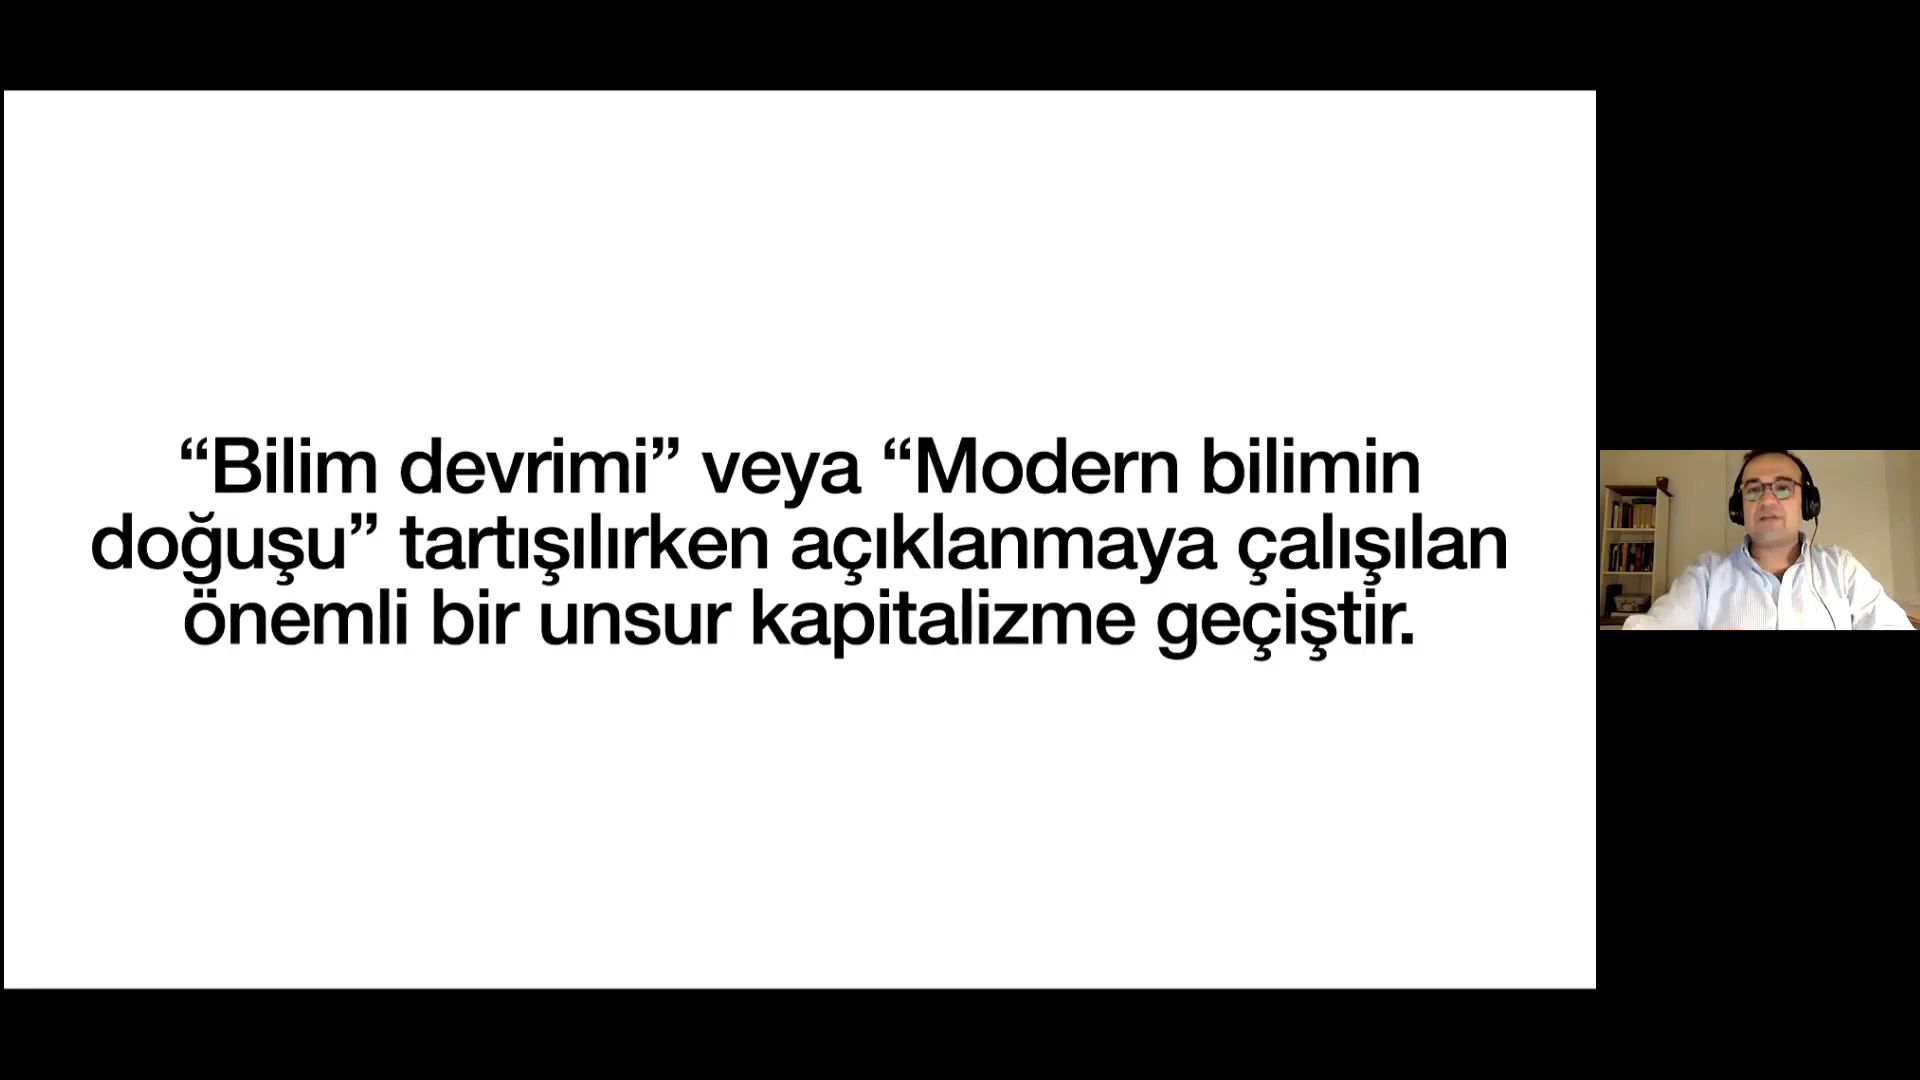 “Bilim devrimi” veya “Modern bilimin
doğuşu” tartışılırken açıklanmaya çalışılan
önemli bir unsur kapitalizme geçiştir.